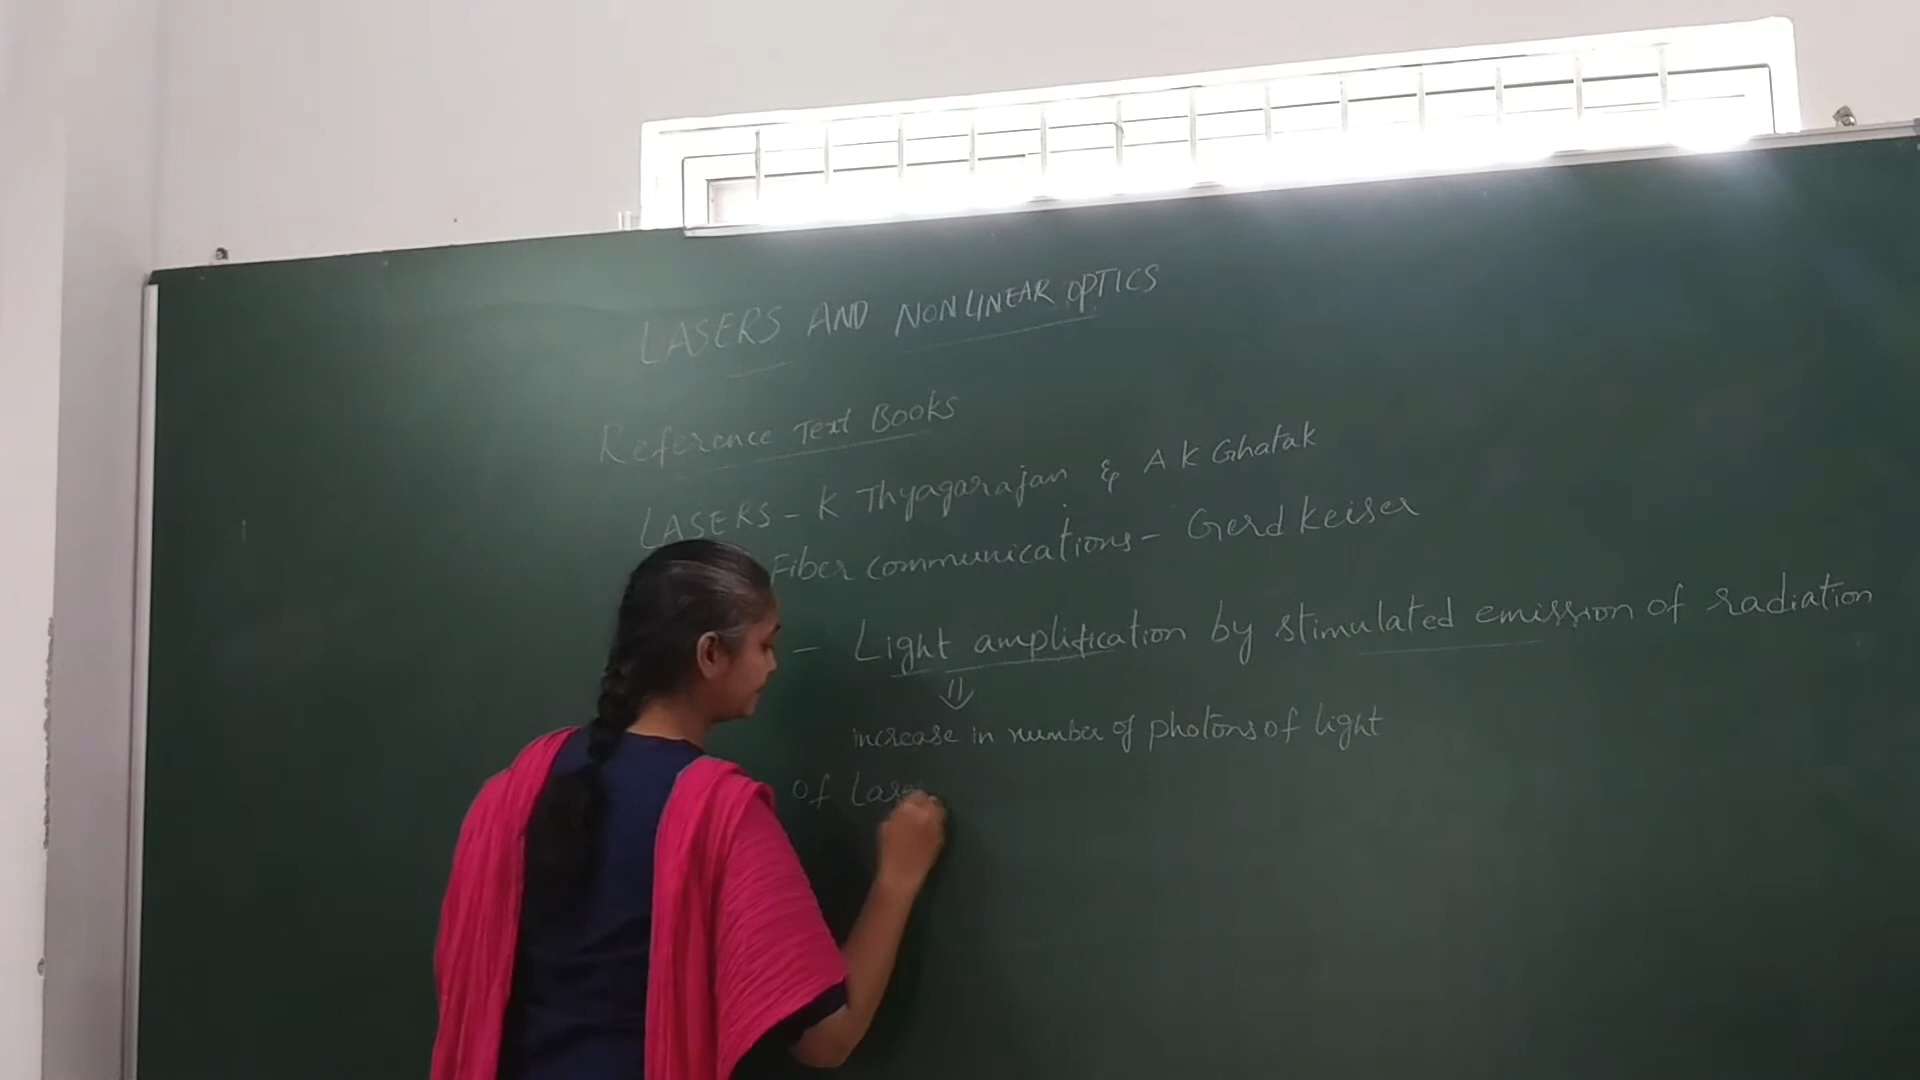 LASERS AND NONLINEAR OPTICS
Reference Text Books
LASERS - K Thyagarajan & A K Ghatak
Fiber communications - Gerd Keiser
- Light amplification by stimulated emission of radiation
⇓
increase in number of photons of light
of Lase